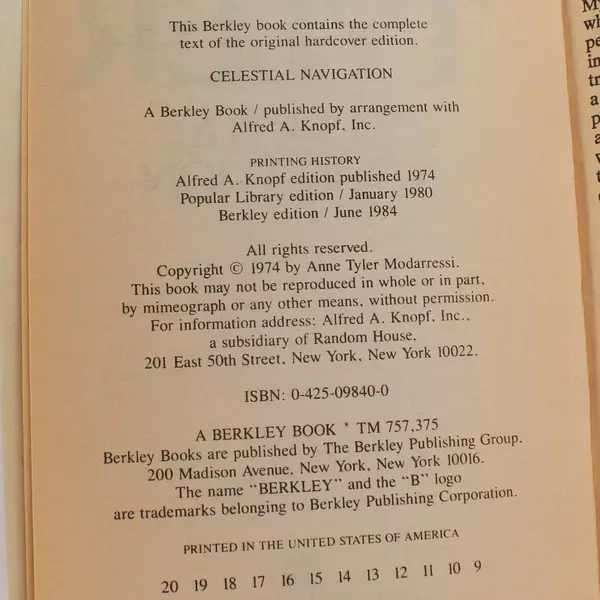 This Berkley book contains the complete
text of the original hardcover edition.
CELESTIAL NAVIGATION
A Berkley Book / published by arrangement with
Alfred A. Knopf, Inc.
PRINTING HISTORY
Alfred A. Knopf edition published 1974
Popular Library edition / January 1980
Berkley edition / June 1984
All rights reserved.
Copyright © 1974 by Anne Tyler Modarressi.
This book may not be reproduced in whole or in part,
by mimeograph or any other means, without permission.
For information address: Alfred A. Knopf, Inc.,
a subsidiary of Random House,
201 East 50th Street, New York, New York 10022.
ISBN: 0-425-09840-0
A BERKLEY BOOK * TM 757,375
Berkley Books are published by The Berkley Publishing Group.
200 Madison Avenue, New York, New York 10016.
The name "BERKLEY" and the "B" logo
are trademarks belonging to Berkley Publishing Corporation.
PRINTED IN THE UNITED STATES OF AMERICA
20 19 18 17 16 15 14 13 12 11 10 9